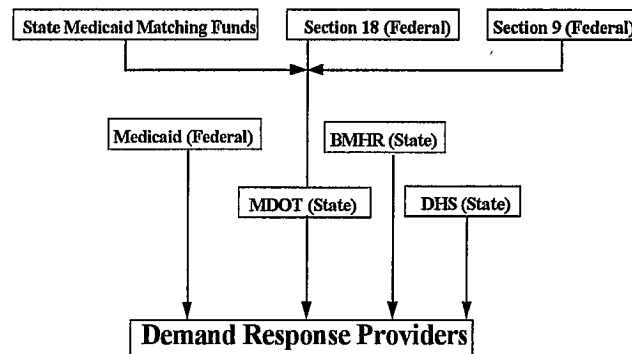 State Medicaid Matching Funds
Section 18 (Federal)
Section 9 (Federal)
Medicaid (Federal)
BMHR (State)
MDOT (State)
DHS (State)
Demand Response Providers